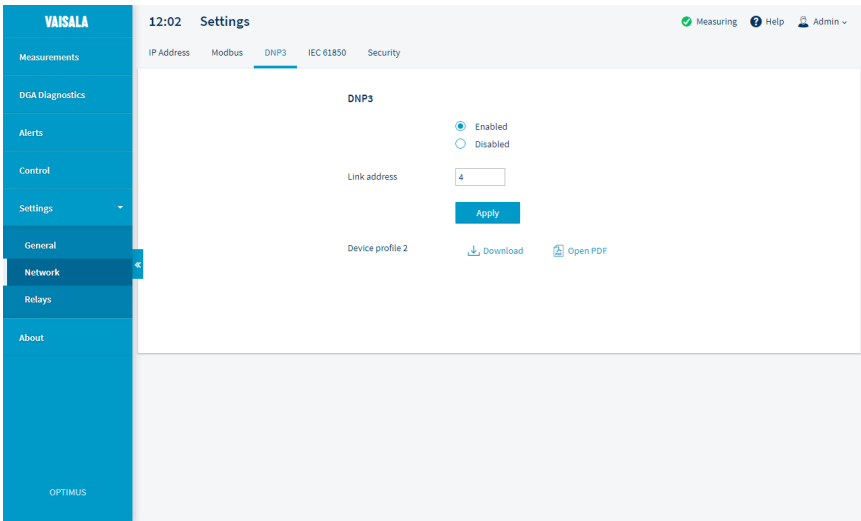 VAISALA
12:02 Settings
Measuring Help Admin
IP Address Modbus DNP3 IEC 61850 Security
Measurements
DGA Diagnostics
Alerts
Control
Settings
General
Network
Relays
About
OPTIMUS
DNP3
Enabled
Disabled
Link address 4
Apply
Device profile 2 Download Open PDF